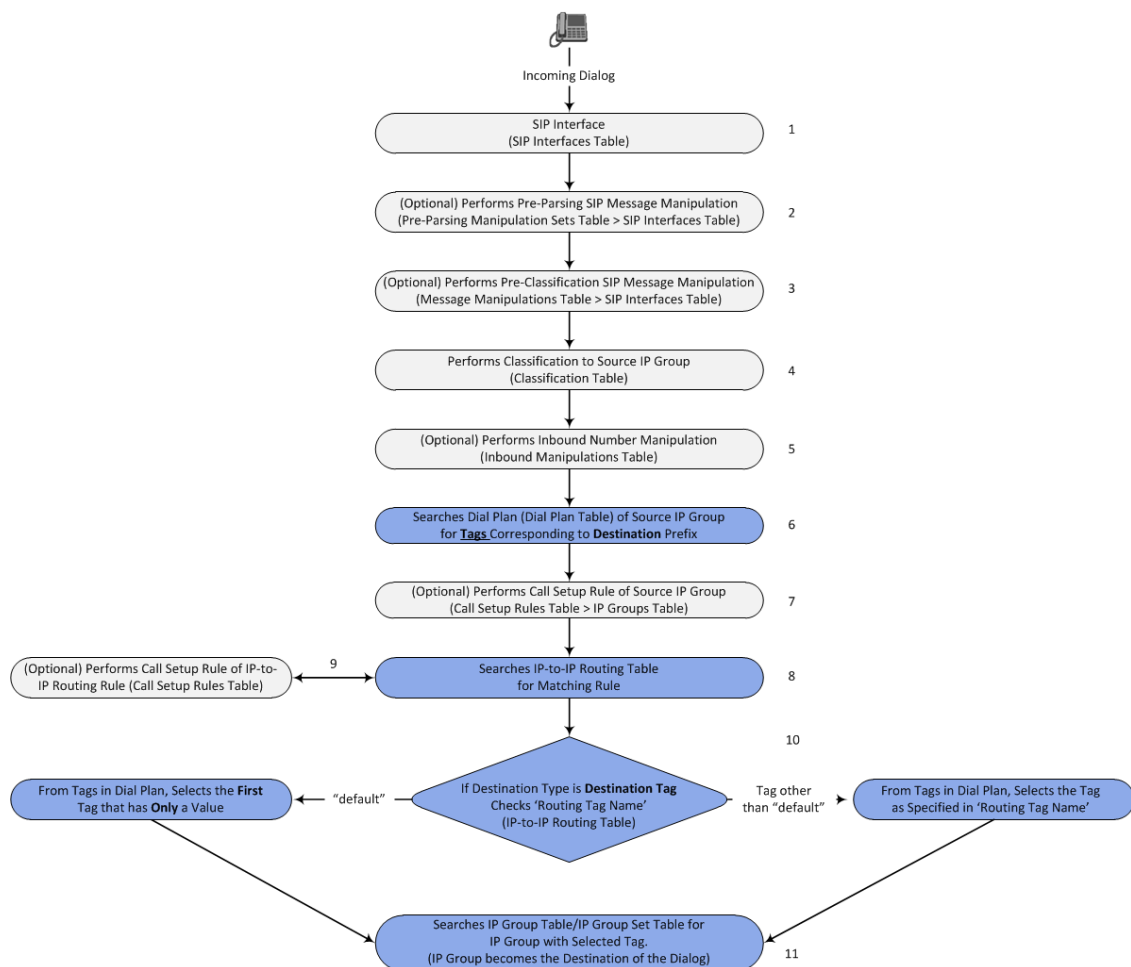 Incoming Dialog
SIP Interface
(SIP Interfaces Table)
1
(Optional) Performs Pre-Parsing SIP Message Manipulation
(Pre-Parsing Manipulation Sets Table > SIP Interfaces Table)
2
(Optional) Performs Pre-Classification SIP Message Manipulation
(Message Manipulations Table > SIP Interfaces Table)
3
Performs Classification to Source IP Group
(Classification Table)
4
(Optional) Performs Inbound Number Manipulation
(Inbound Manipulations Table)
5
Searches Dial Plan (Dial Plan Table) of Source IP Group
for Tags Corresponding to Destination Prefix
6
(Optional) Performs Call Setup Rule of Source IP Group
(Call Setup Rules Table > IP Groups Table)
7
(Optional) Performs Call Setup Rule of IP-to-
IP Routing Rule (Call Setup Rules Table)
9
Searches IP-to-IP Routing Table
for Matching Rule
8
10
From Tags in Dial Plan, Selects the First
Tag that has Only a Value
“default”
If Destination Type is Destination Tag
Checks ‘Routing Tag Name’
(IP-to-IP Routing Table)
Tag other
than “default”
From Tags in Dial Plan, Selects the Tag
as Specified in ‘Routing Tag Name’
Searches IP Group Table/IP Group Set Table for
IP Group with Selected Tag.
(IP Group becomes the Destination of the Dialog)
11